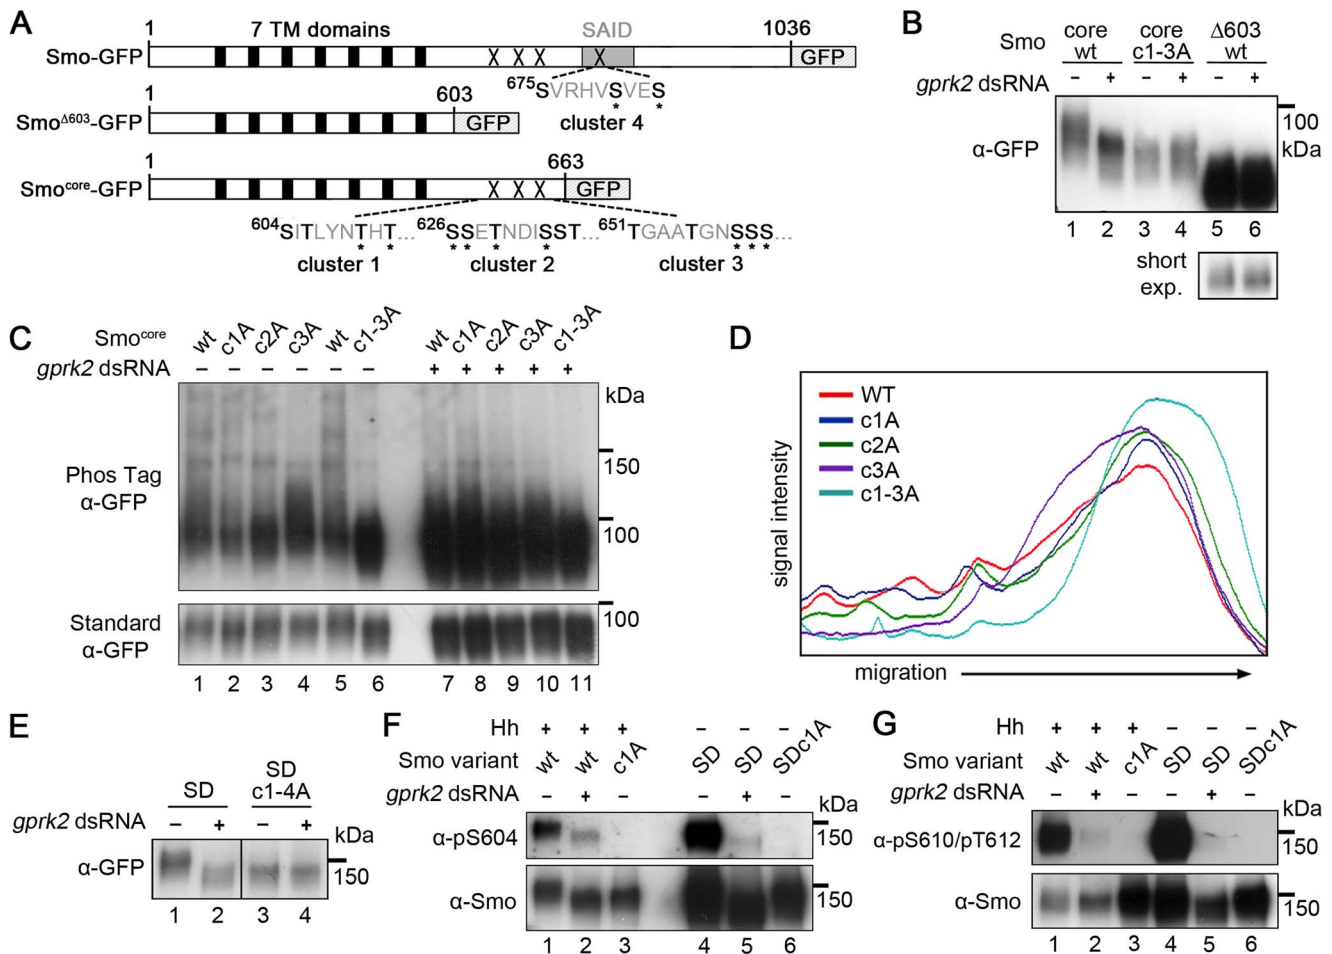 A
1 7 TM domains SAID 1036
Smo-GFP X X X X GFP
675SVRHVSVES
* *
cluster 4
1 603
SmoΔ603-GFP GFP
1 663
Smocore-GFP X X X GFP
604SITLYNTHT... 626SSETNDISST... 651TGAATGNSSS...
* * * * * * * * *
cluster 1 cluster 2 cluster 3
B
Smo core wt core c1-3A Δ603 wt
gprk2 dsRNA – + – + – +
α-GFP
100 kDa
1 2 3 4 5 6
short exp.
C
Smocore wt c1A c2A c3A wt c1-3A wt c1A c2A c3A c1-3A
gprk2 dsRNA – – – – – – + + + + +
kDa
Phos Tag α-GFP
150
100
Standard α-GFP
100
1 2 3 4 5 6 7 8 9 10 11
D
WT
c1A
c2A
c3A
c1-3A
signal intensity
migration
E
SD SD c1-4A
gprk2 dsRNA – + – +
kDa
α-GFP
150
1 2 3 4
F
Hh + + + – – –
Smo variant wt wt c1A SD SD SDc1A
gprk2 dsRNA – + – – + –
kDa
α-pS604 150
α-Smo 150
1 2 3 4 5 6
G
Hh + + + – – –
Smo variant wt wt c1A SD SD SDc1A
gprk2 dsRNA – + – – + –
kDa
α-pS610/pT612 150
α-Smo 150
1 2 3 4 5 6